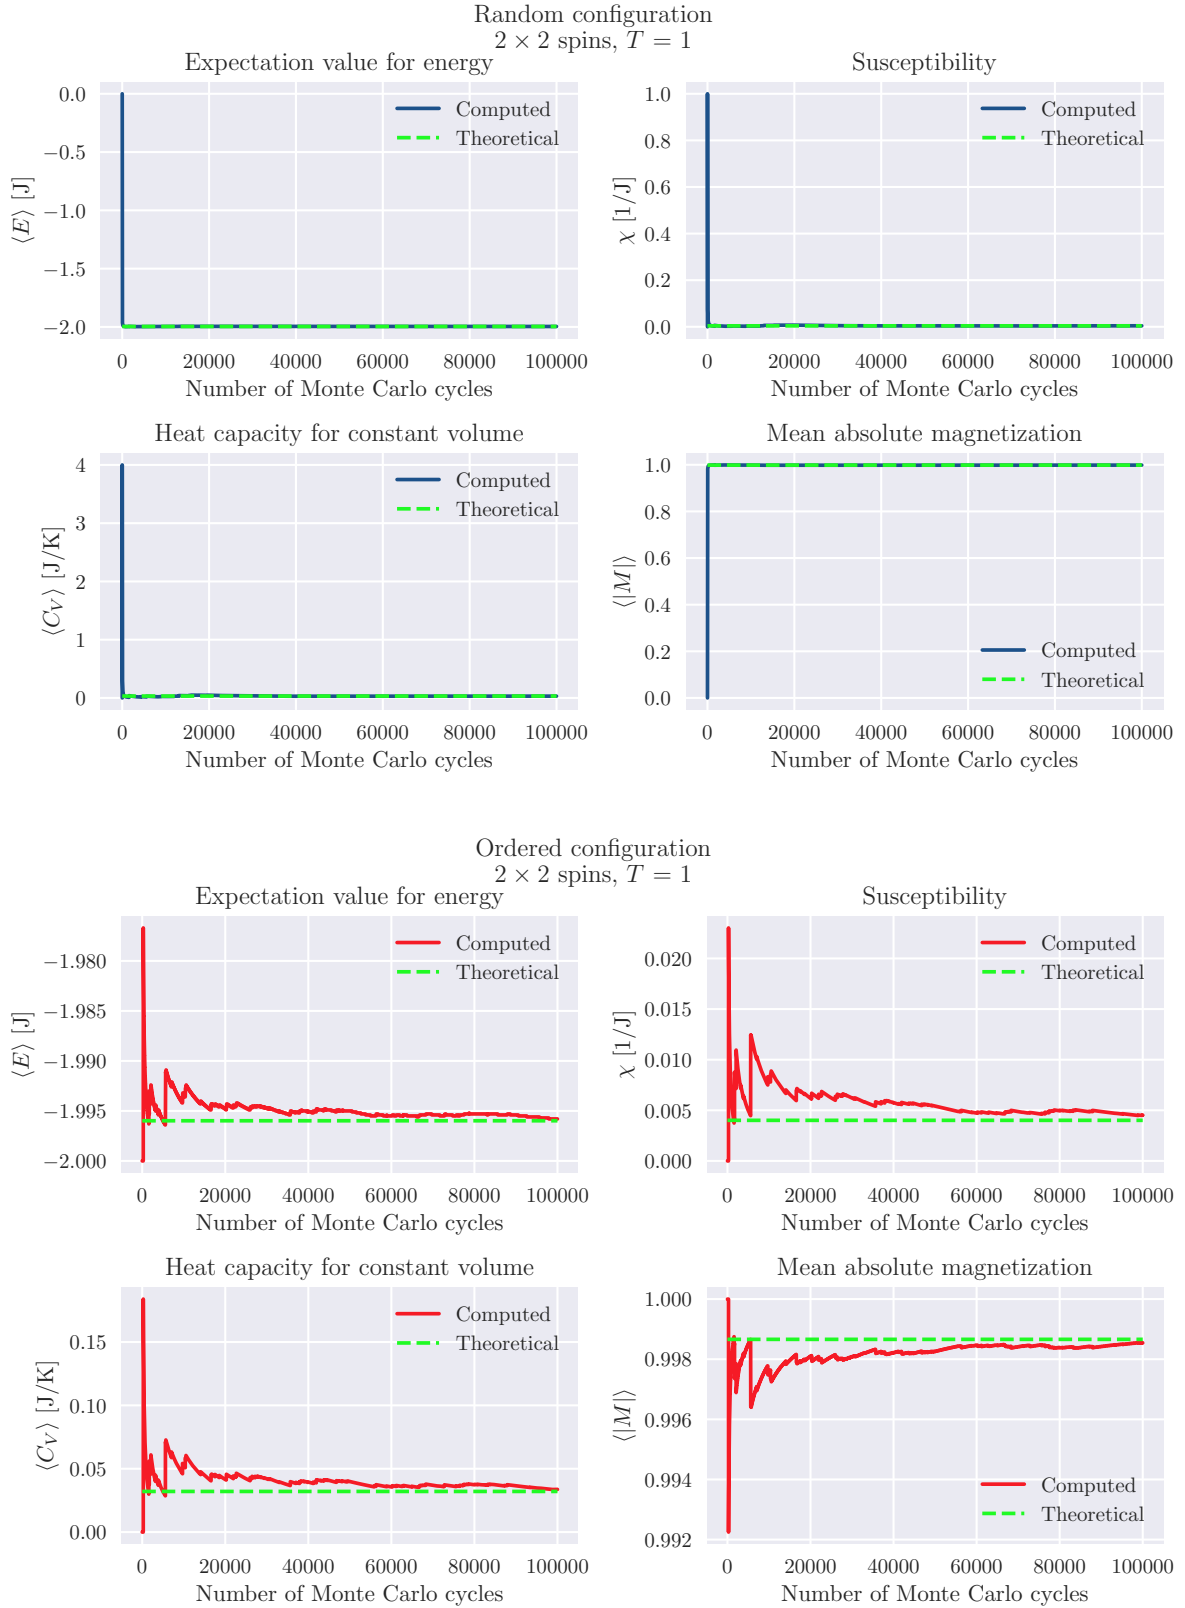 Random configuration
2 × 2 spins, T = 1
Expectation value for energy
Computed
Theoretical
⟨E⟩ [J]
0.0
−0.5
−1.0
−1.5
−2.0
0 20000 40000 60000 80000 100000
Number of Monte Carlo cycles
Susceptibility
Computed
Theoretical
χ [1/J]
1.0
0.8
0.6
0.4
0.2
0.0
0 20000 40000 60000 80000 100000
Number of Monte Carlo cycles
Heat capacity for constant volume
Computed
Theoretical
⟨C_V⟩ [J/K]
4
3
2
1
0
0 20000 40000 60000 80000 100000
Number of Monte Carlo cycles
Mean absolute magnetization
⟨|M|⟩
1.0
0.8
0.6
0.4
0.2
0.0
Computed
Theoretical
0 20000 40000 60000 80000 100000
Number of Monte Carlo cycles
Ordered configuration
2 × 2 spins, T = 1
Expectation value for energy
Computed
Theoretical
⟨E⟩ [J]
−1.980
−1.985
−1.990
−1.995
−2.000
0 20000 40000 60000 80000 100000
Number of Monte Carlo cycles
Susceptibility
Computed
Theoretical
χ [1/J]
0.020
0.015
0.010
0.005
0.000
0 20000 40000 60000 80000 100000
Number of Monte Carlo cycles
Heat capacity for constant volume
Computed
Theoretical
⟨C_V⟩ [J/K]
0.15
0.10
0.05
0.00
0 20000 40000 60000 80000 100000
Number of Monte Carlo cycles
Mean absolute magnetization
⟨|M|⟩
1.000
0.998
0.996
0.994
0.992
Computed
Theoretical
0 20000 40000 60000 80000 100000
Number of Monte Carlo cycles